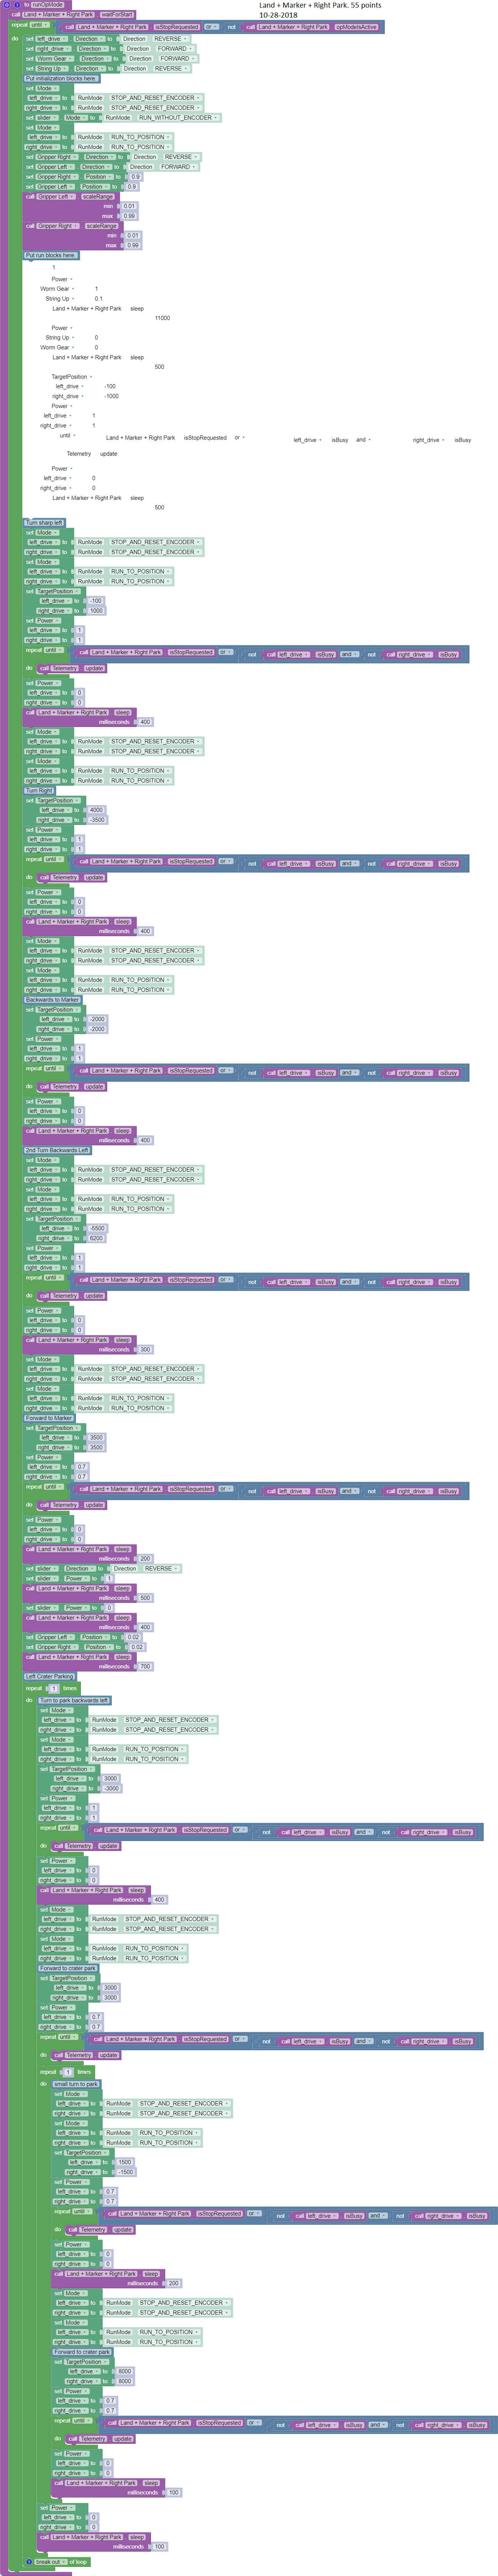 Land + Marker + Right Park. 55 points
10-28-2018
to runOpMode
call Land + Marker + Right Park . waitForStart
repeat until call Land + Marker + Right Park . isStopRequested or not call Land + Marker + Right Park . opModeIsActive
do set left_drive . Direction to Direction REVERSE
set right_drive . Direction to Direction FORWARD
set Worm Gear . Direction to Direction FORWARD
set String Up . Direction to Direction REVERSE
Put initialization blocks here.
set Mode
left_drive to RunMode STOP_AND_RESET_ENCODER
right_drive to RunMode STOP_AND_RESET_ENCODER
set slider . Mode to RunMode RUN_WITHOUT_ENCODER
set Mode
left_drive to RunMode RUN_TO_POSITION
right_drive to RunMode RUN_TO_POSITION
set Gripper Right . Direction to Direction REVERSE
set Gripper Left . Direction to Direction FORWARD
set Gripper Right . Position to 0.9
set Gripper Left . Position to 0.9
call Gripper Left . scaleRange
min 0.01
max 0.99
call Gripper Right . scaleRange
min 0.01
max 0.99
Put run blocks here.
1
Power
Worm Gear 1
String Up 0.1
Land + Marker + Right Park sleep
11000
Power
String Up 0
Worm Gear 0
Land + Marker + Right Park sleep
500
TargetPosition
left_drive -100
right_drive -1000
Power
left_drive 1
right_drive 1
until Land + Marker + Right Park isStopRequested or left_drive isBusy and right_drive isBusy
Telemetry update
Power
left_drive 0
right_drive 0
Land + Marker + Right Park sleep
500
Turn sharp left
set Mode
left_drive to RunMode STOP_AND_RESET_ENCODER
right_drive to RunMode STOP_AND_RESET_ENCODER
set Mode
left_drive to RunMode RUN_TO_POSITION
right_drive to RunMode RUN_TO_POSITION
set TargetPosition
left_drive to -100
right_drive to 1000
set Power
left_drive to 1
right_drive to 1
repeat until call Land + Marker + Right Park . isStopRequested or not call left_drive . isBusy and not call right_drive . isBusy
do call Telemetry . update
set Power
left_drive to 0
right_drive to 0
call Land + Marker + Right Park . sleep
milliseconds 400
set Mode
left_drive to RunMode STOP_AND_RESET_ENCODER
right_drive to RunMode STOP_AND_RESET_ENCODER
set Mode
left_drive to RunMode RUN_TO_POSITION
right_drive to RunMode RUN_TO_POSITION
Turn Right
set TargetPosition
left_drive to 4000
right_drive to -3500
set Power
left_drive to 1
right_drive to 1
repeat until call Land + Marker + Right Park . isStopRequested or not call left_drive . isBusy and not call right_drive . isBusy
do call Telemetry . update
set Power
left_drive to 0
right_drive to 0
call Land + Marker + Right Park . sleep
milliseconds 400
set Mode
left_drive to RunMode STOP_AND_RESET_ENCODER
right_drive to RunMode STOP_AND_RESET_ENCODER
set Mode
left_drive to RunMode RUN_TO_POSITION
right_drive to RunMode RUN_TO_POSITION
Backwards to Marker
set TargetPosition
left_drive to -2000
right_drive to -2000
set Power
left_drive to 1
right_drive to 1
repeat until call Land + Marker + Right Park . isStopRequested or not call left_drive . isBusy and not call right_drive . isBusy
do call Telemetry . update
set Power
left_drive to 0
right_drive to 0
call Land + Marker + Right Park . sleep
milliseconds 400
2nd Turn Backwards Left
set Mode
left_drive to RunMode STOP_AND_RESET_ENCODER
right_drive to RunMode STOP_AND_RESET_ENCODER
set Mode
left_drive to RunMode RUN_TO_POSITION
right_drive to RunMode RUN_TO_POSITION
set TargetPosition
left_drive to -5500
right_drive to 6200
set Power
left_drive to 1
right_drive to 1
repeat until call Land + Marker + Right Park . isStopRequested or not call left_drive . isBusy and not call right_drive . isBusy
do call Telemetry . update
set Power
left_drive to 0
right_drive to 0
call Land + Marker + Right Park . sleep
milliseconds 300
set Mode
left_drive to RunMode STOP_AND_RESET_ENCODER
right_drive to RunMode STOP_AND_RESET_ENCODER
set Mode
left_drive to RunMode RUN_TO_POSITION
right_drive to RunMode RUN_TO_POSITION
Forward to Marker
set TargetPosition
left_drive to 3500
right_drive to 3500
set Power
left_drive to 0.7
right_drive to 0.7
repeat until call Land + Marker + Right Park . isStopRequested or not call left_drive . isBusy and not call right_drive . isBusy
do call Telemetry . update
set Power
left_drive to 0
right_drive to 0
call Land + Marker + Right Park . sleep
milliseconds 200
set slider . Direction to Direction REVERSE
set slider . Power to 1
call Land + Marker + Right Park . sleep
milliseconds 500
set slider . Power to 0
call Land + Marker + Right Park . sleep
milliseconds 400
set Gripper Left . Position to 0.02
set Gripper Right . Position to 0.02
call Land + Marker + Right Park . sleep
milliseconds 700
Left Crater Parking
repeat 1 times
do Turn to park backwards left
set Mode
left_drive to RunMode STOP_AND_RESET_ENCODER
right_drive to RunMode STOP_AND_RESET_ENCODER
set Mode
left_drive to RunMode RUN_TO_POSITION
right_drive to RunMode RUN_TO_POSITION
set TargetPosition
left_drive to 3000
right_drive to -3000
set Power
left_drive to 1
right_drive to 1
repeat until call Land + Marker + Right Park . isStopRequested or not call left_drive . isBusy and not call right_drive . isBusy
do call Telemetry . update
set Power
left_drive to 0
right_drive to 0
call Land + Marker + Right Park . sleep
milliseconds 400
set Mode
left_drive to RunMode STOP_AND_RESET_ENCODER
right_drive to RunMode STOP_AND_RESET_ENCODER
set Mode
left_drive to RunMode RUN_TO_POSITION
right_drive to RunMode RUN_TO_POSITION
Forward to crater park
set TargetPosition
left_drive to 3000
right_drive to 3000
set Power
left_drive to 0.7
right_drive to 0.7
repeat until call Land + Marker + Right Park . isStopRequested or not call left_drive . isBusy and not call right_drive . isBusy
do call Telemetry . update
repeat 1 times
do small turn to park
set Mode
left_drive to RunMode STOP_AND_RESET_ENCODER
right_drive to RunMode STOP_AND_RESET_ENCODER
set Mode
left_drive to RunMode RUN_TO_POSITION
right_drive to RunMode RUN_TO_POSITION
set TargetPosition
left_drive to 1500
right_drive to -1500
set Power
left_drive to 0.7
right_drive to 0.7
repeat until call Land + Marker + Right Park . isStopRequested or not call left_drive . isBusy and not call right_drive . isBusy
do call Telemetry . update
set Power
left_drive to 0
right_drive to 0
call Land + Marker + Right Park . sleep
milliseconds 200
set Mode
left_drive to RunMode STOP_AND_RESET_ENCODER
right_drive to RunMode STOP_AND_RESET_ENCODER
set Mode
left_drive to RunMode RUN_TO_POSITION
right_drive to RunMode RUN_TO_POSITION
Forward to crater park
set TargetPosition
left_drive to 8000
right_drive to 8000
set Power
left_drive to 0.7
right_drive to 0.7
repeat until call Land + Marker + Right Park . isStopRequested or not call left_drive . isBusy and not call right_drive . isBusy
do call Telemetry . update
set Power
left_drive to 0
right_drive to 0
call Land + Marker + Right Park . sleep
milliseconds 100
set Power
left_drive to 0
right_drive to 0
call Land + Marker + Right Park . sleep
milliseconds 100
break out of loop